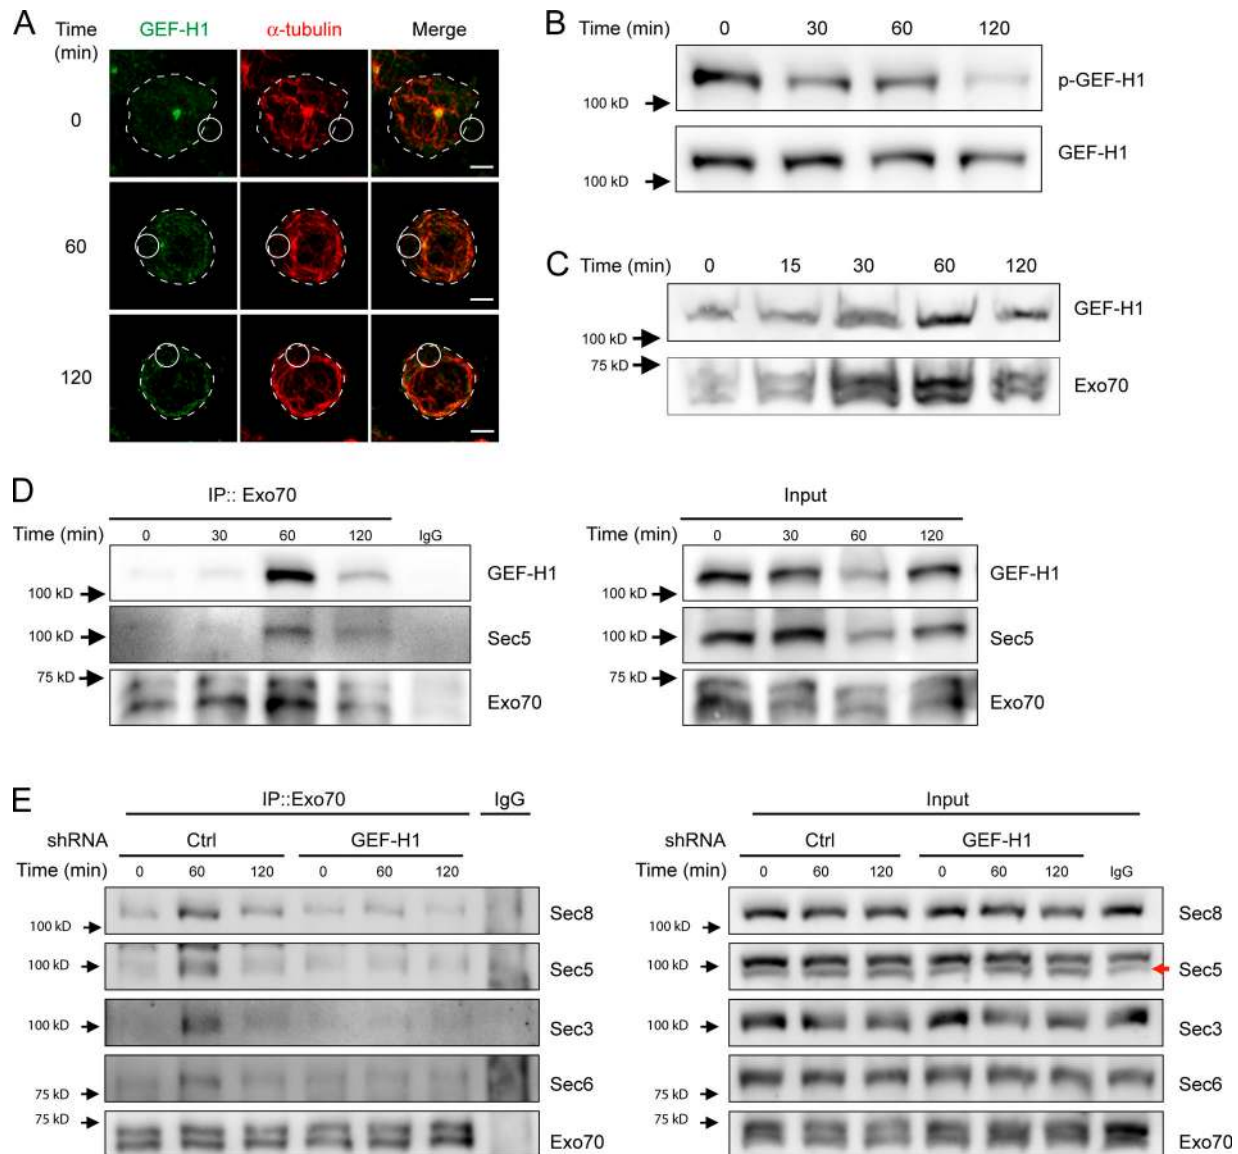 A Time (min) GEF-H1 α-tubulin Merge
0
60
120
B Time (min) 0 30 60 120
p-GEF-H1
100 kD
GEF-H1
100 kD
C Time (min) 0 15 30 60 120
GEF-H1
100 kD
75 kD
Exo70
D IP:: Exo70
Time (min) 0 30 60 120 IgG
GEF-H1
100 kD
100 kD Sec5
75 kD
Exo70
Input
0 30 60 120
GEF-H1
100 kD
100 kD Sec5
75 kD
Exo70
E IP::Exo70 IgG
shRNA Ctrl GEF-H1
Time (min) 0 60 120 0 60 120
Sec8
100 kD
100 kD Sec5
100 kD Sec3
Sec6
75 kD
75 kD
Exo70
Input
shRNA Ctrl GEF-H1
Time (min) 0 60 120 0 60 120 IgG
Sec8
100 kD
100 kD Sec5
100 kD Sec3
Sec6
75 kD
75 kD
Exo70